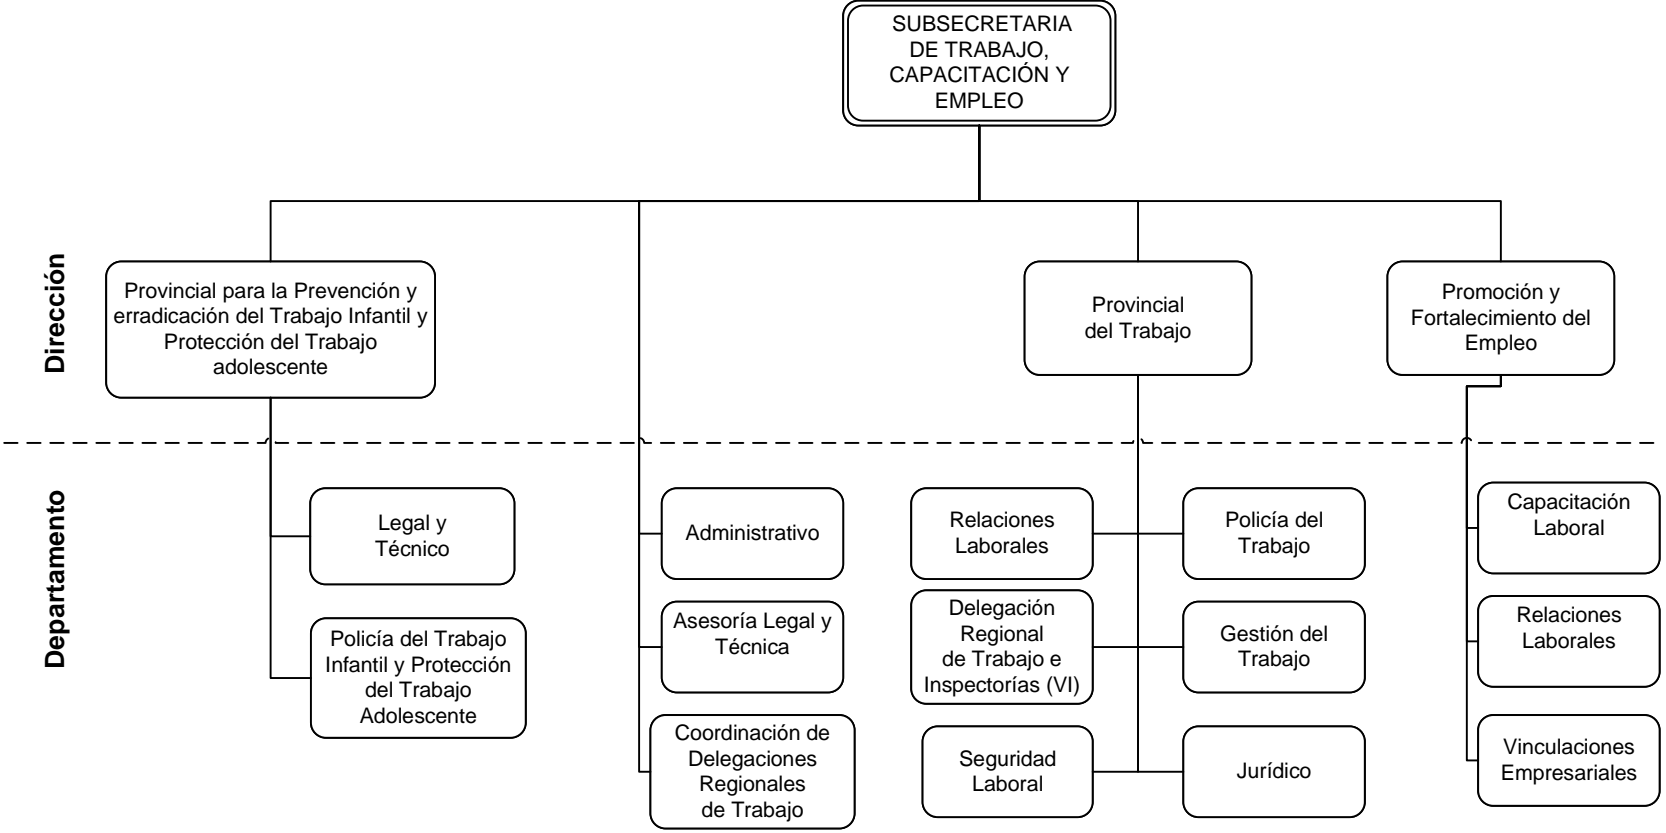 SUBSECRETARIA
DE TRABAJO,
CAPACITACIÓN Y
EMPLEO
Dirección
Provincial para la Prevención y
erradicación del Trabajo Infantil y
Protección del Trabajo
adolescente
Provincial
del Trabajo
Promoción y
Fortalecimiento del
Empleo
Departamento
Legal y
Técnico
Policía del Trabajo
Infantil y Protección
del Trabajo
Adolescente
Administrativo
Asesoría Legal y
Técnica
Coordinación de
Delegaciones
Regionales
de Trabajo
Relaciones
Laborales
Delegación
Regional
de Trabajo e
Inspectorías (VI)
Seguridad
Laboral
Policía del
Trabajo
Gestión del
Trabajo
Jurídico
Capacitación
Laboral
Relaciones
Laborales
Vinculaciones
Empresariales